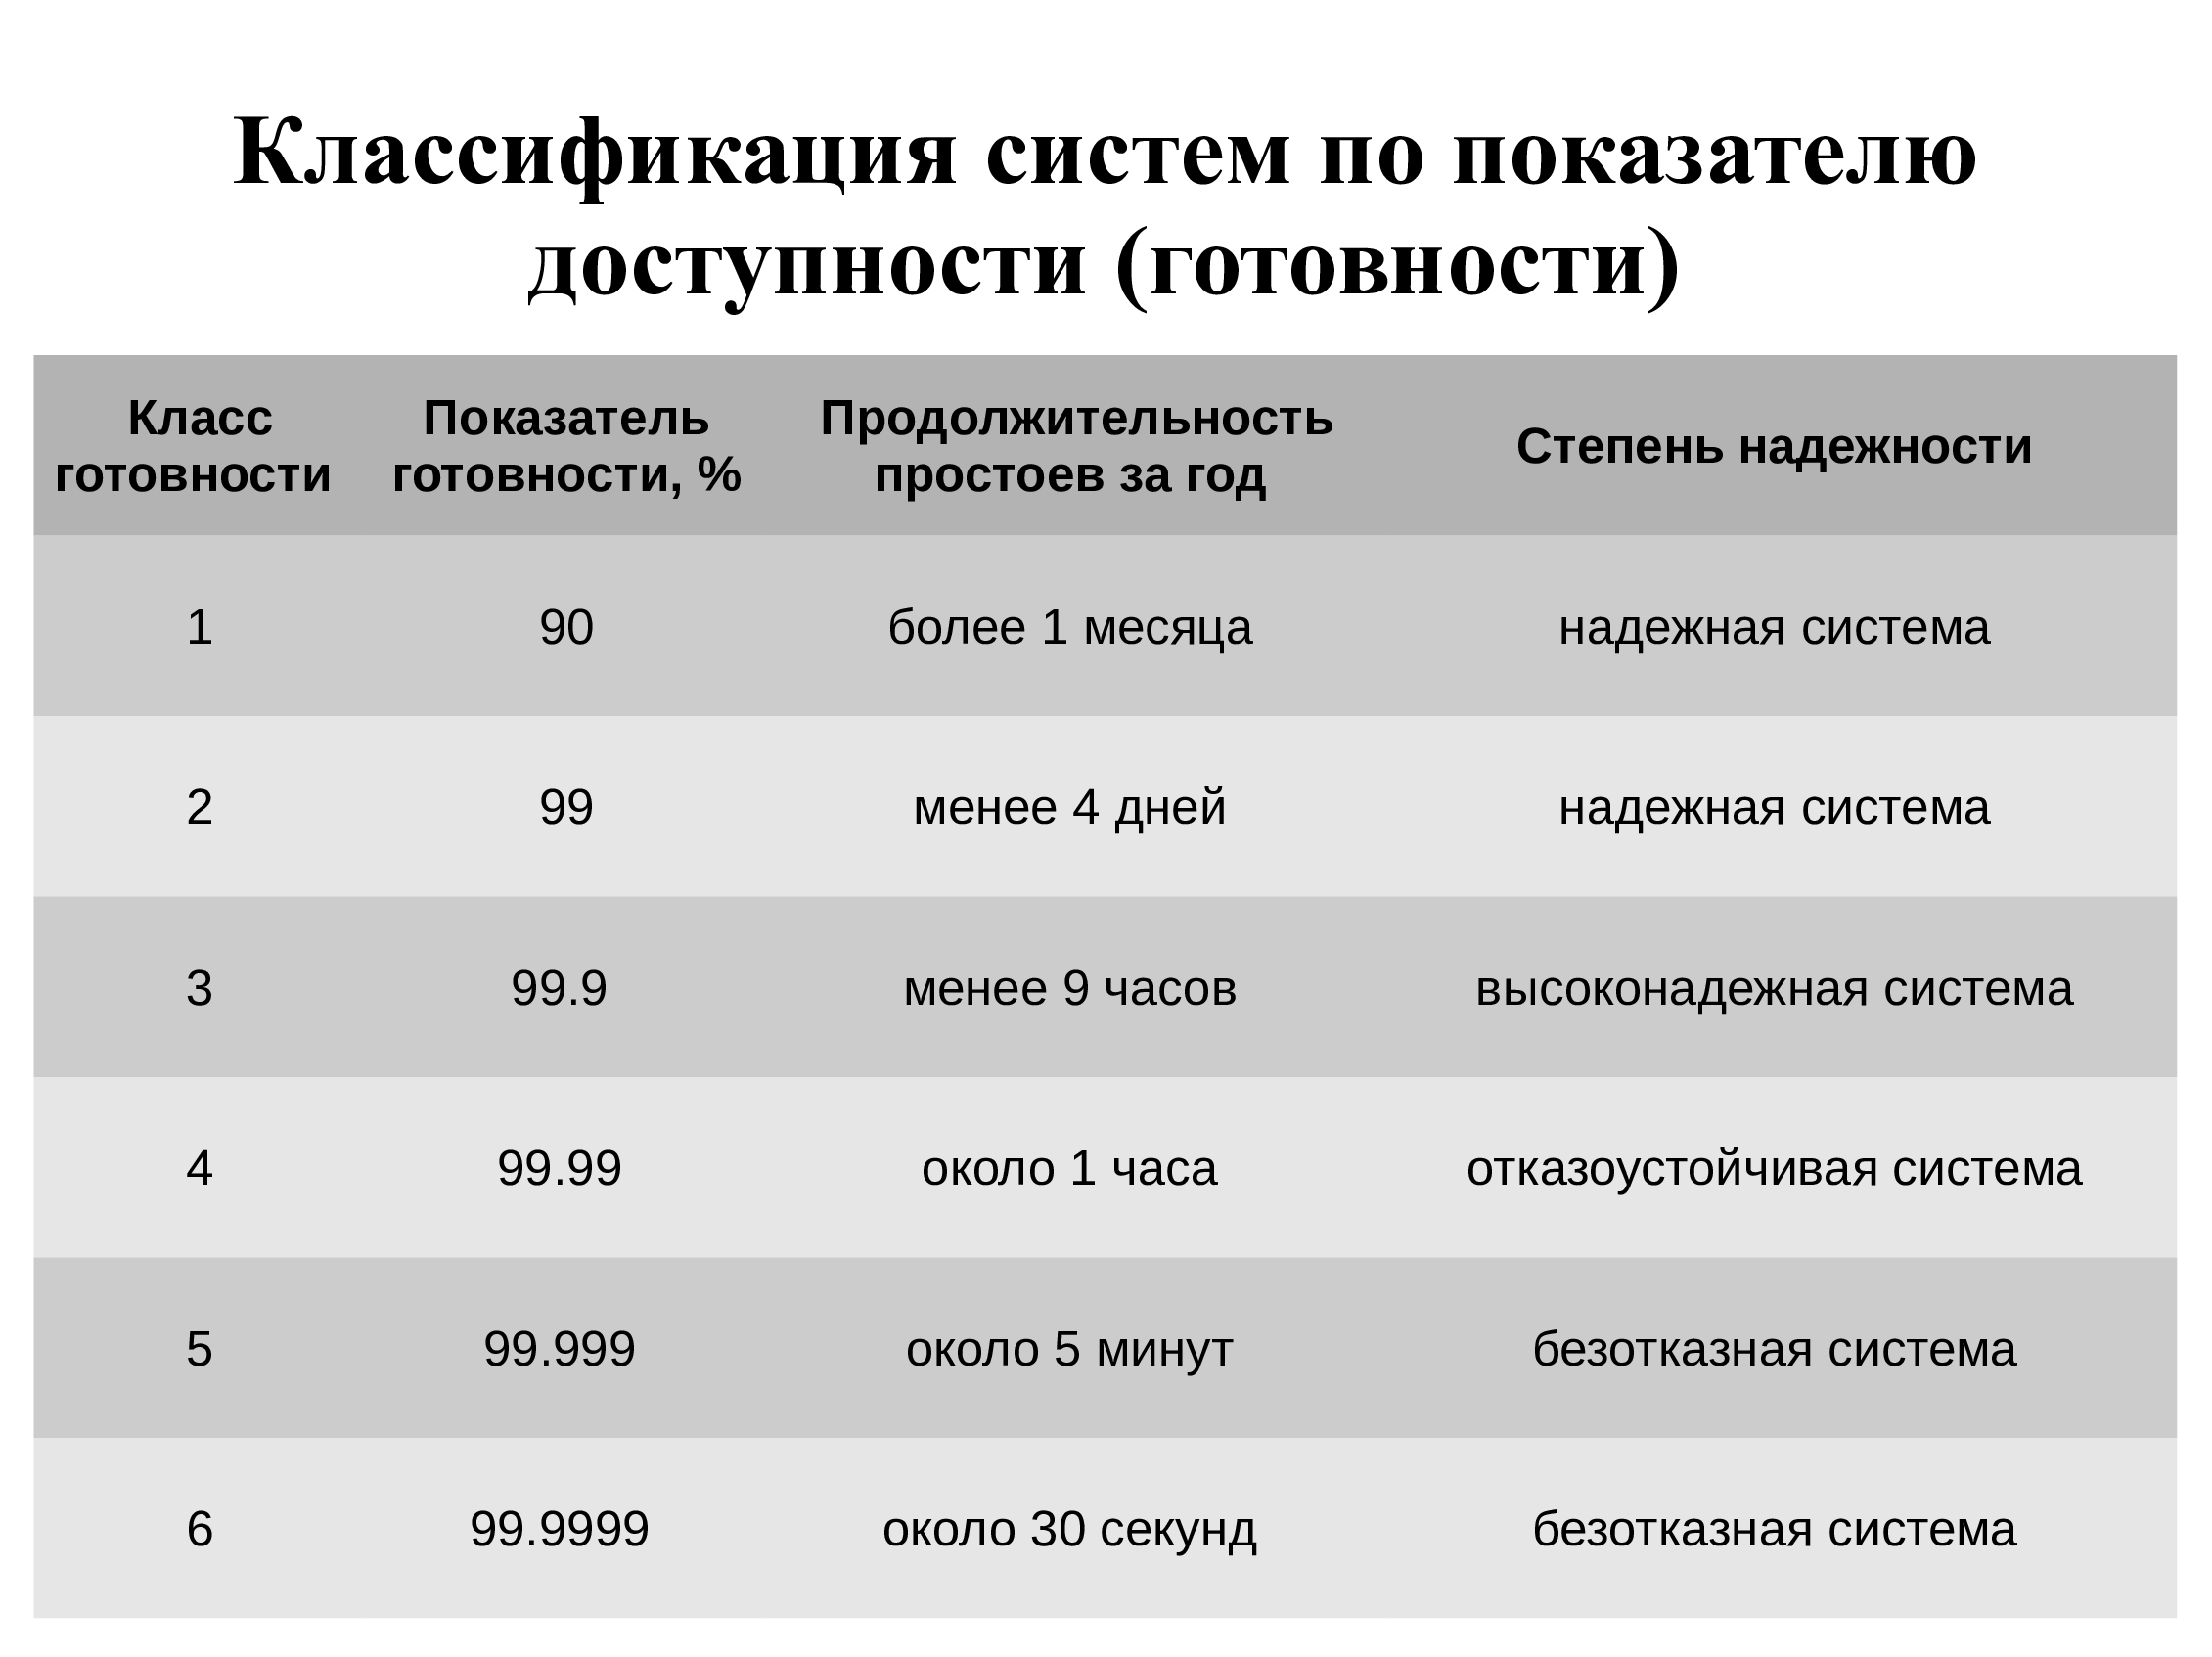 Классификация систем по показателю
доступности (готовности)
Класс готовности Показатель готовности, % Продолжительность простоев за год Степень надежности
1 90 более 1 месяца надежная система
2 99 менее 4 дней надежная система
3 99.9 менее 9 часов высоконадежная система
4 99.99 около 1 часа отказоустойчивая система
5 99.999 около 5 минут безотказная система
6 99.9999 около 30 секунд безотказная система